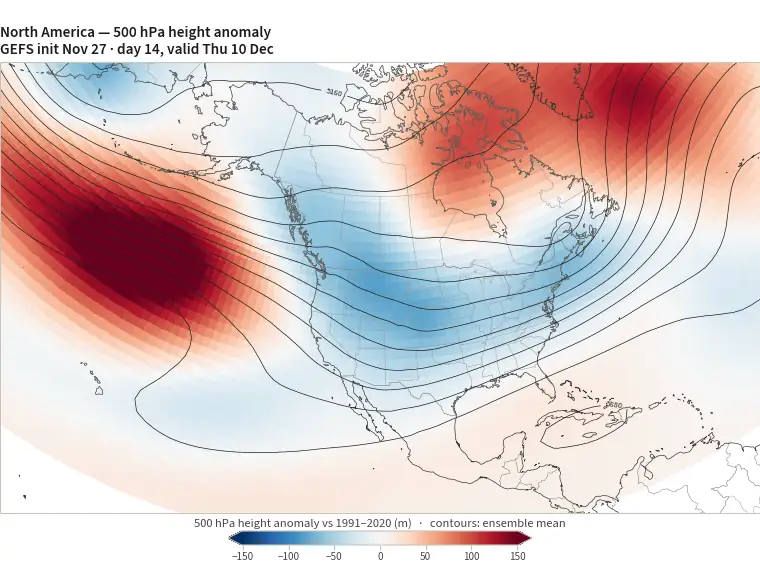 North America — 500 hPa height anomaly
GEFS init Nov 27 · day 14, valid Thu 10 Dec
5160
5880
500 hPa height anomaly vs 1991–2020 (m) · contours: ensemble mean
−150 −100 −50 0 50 100 150